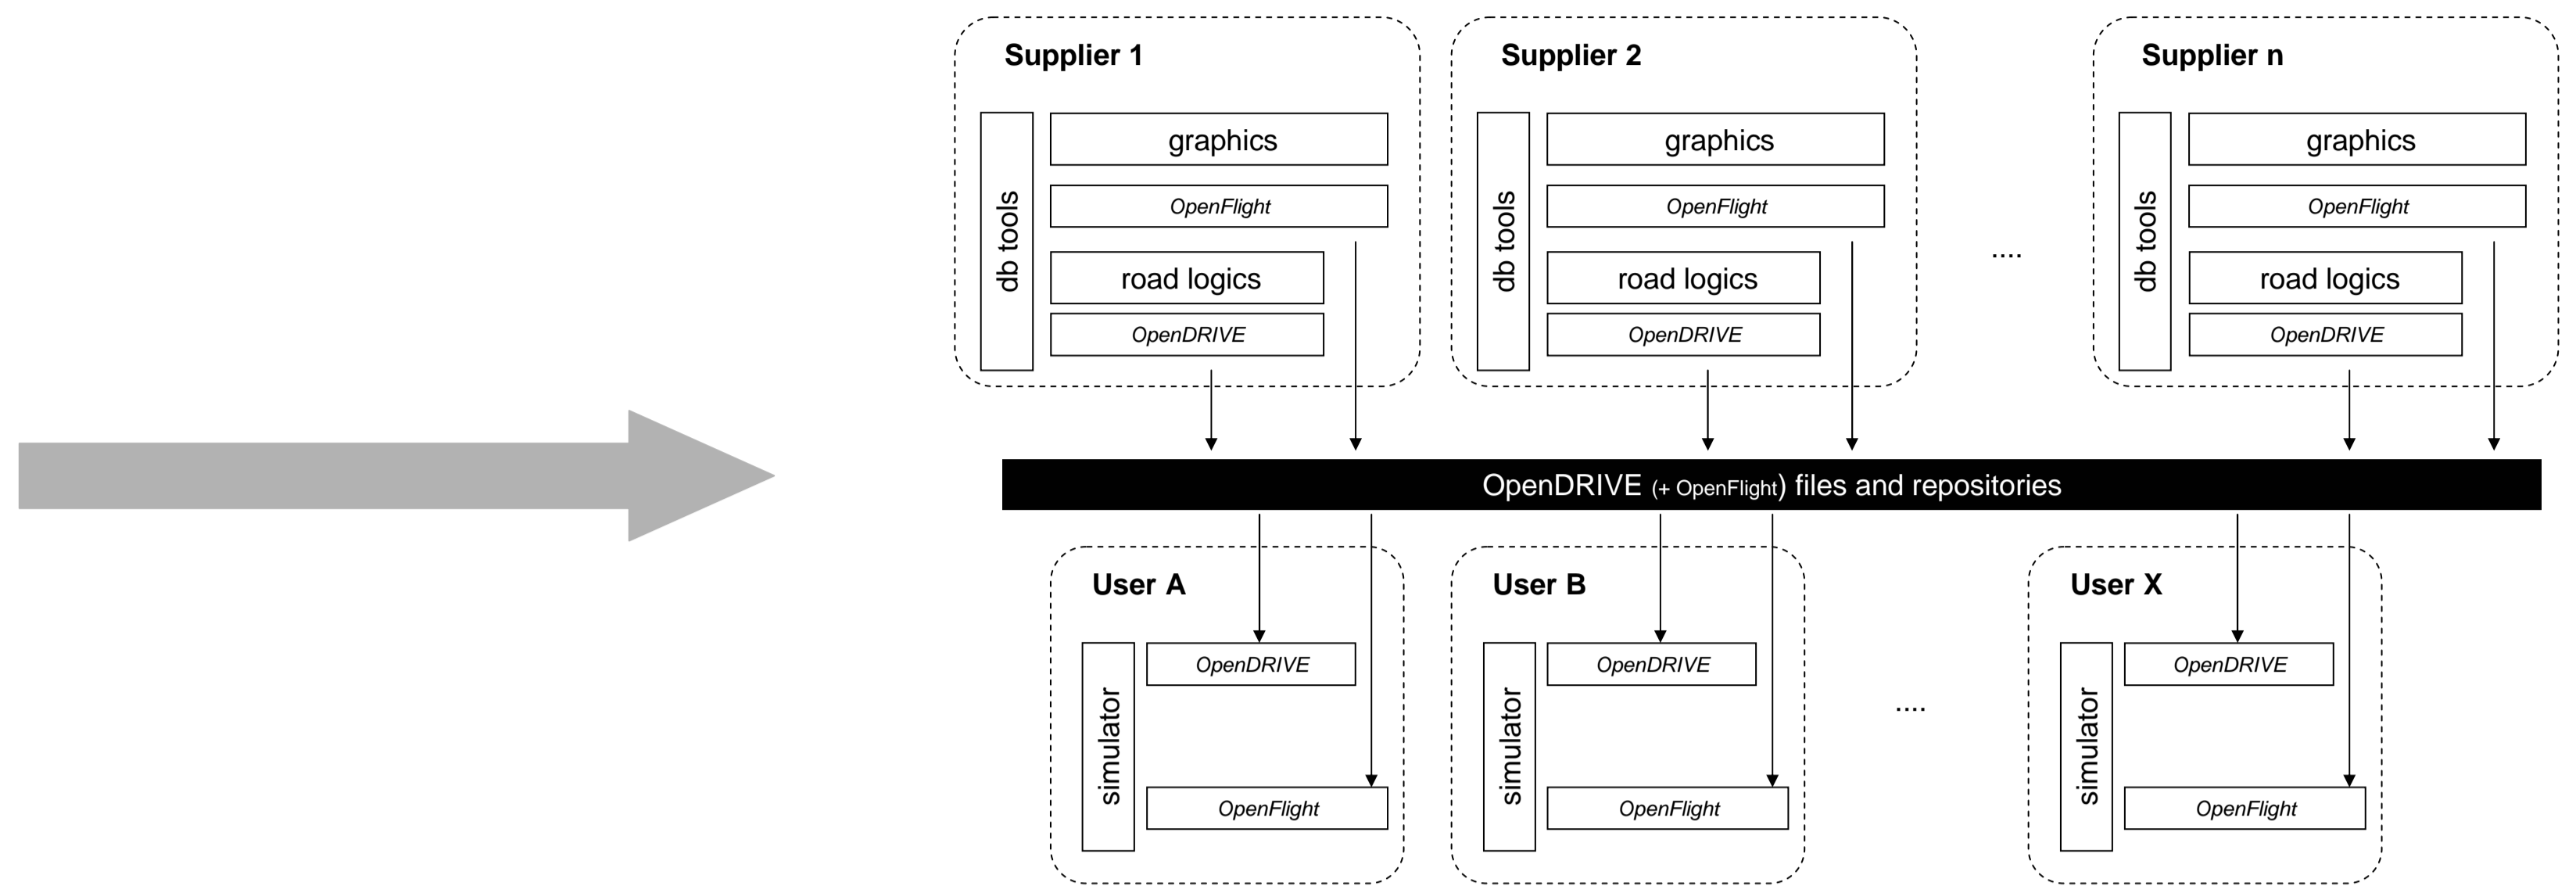 Supplier 1
db tools
graphics
OpenFlight
road logics
OpenDRIVE
Supplier 2
db tools
graphics
OpenFlight
road logics
OpenDRIVE
....
Supplier n
db tools
graphics
OpenFlight
road logics
OpenDRIVE
OpenDRIVE (+ OpenFlight) files and repositories
User A
simulator
OpenDRIVE
OpenFlight
User B
simulator
OpenDRIVE
OpenFlight
....
User X
simulator
OpenDRIVE
OpenFlight